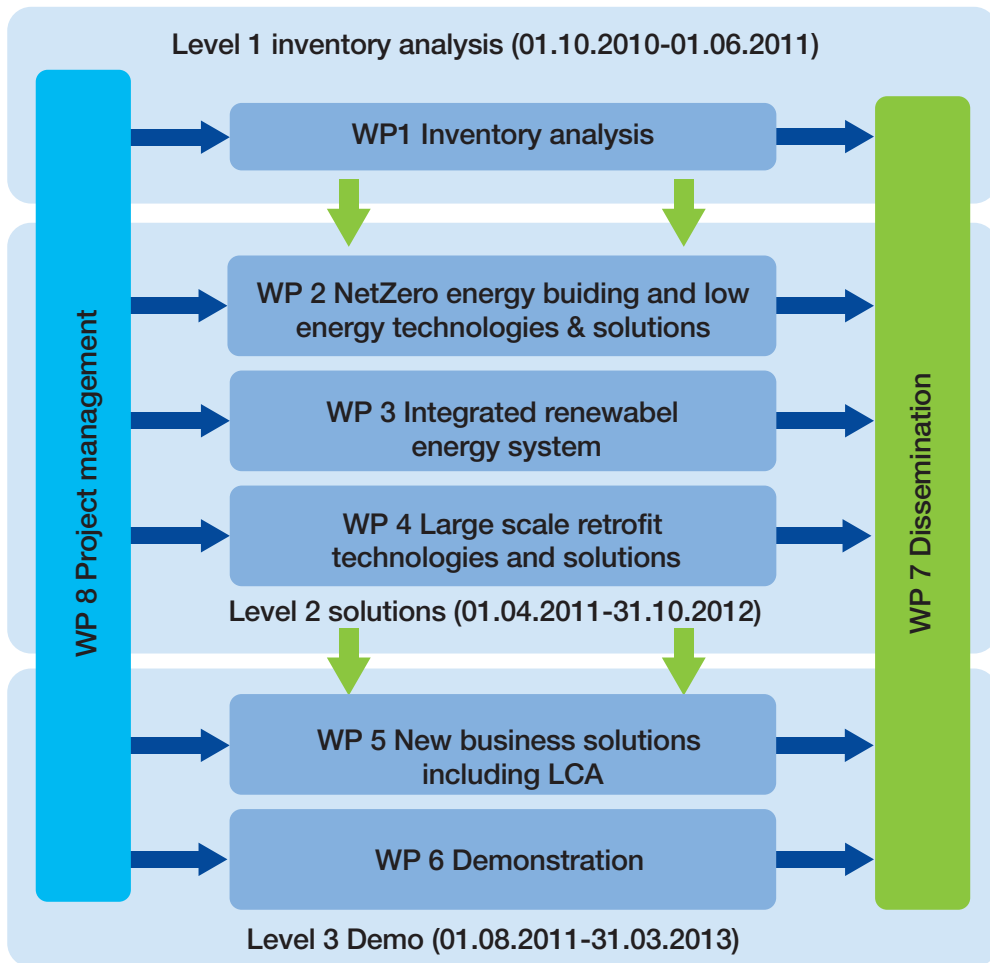 Level 1 inventory analysis (01.10.2010-01.06.2011)
WP1 Inventory analysis
WP 2 NetZero energy buiding and low
energy technologies & solutions
WP 3 Integrated renewabel
energy system
WP 4 Large scale retrofit
technologies and solutions
Level 2 solutions (01.04.2011-31.10.2012)
WP 5 New business solutions
including LCA
WP 6 Demonstration
Level 3 Demo (01.08.2011-31.03.2013)
WP 8 Project management
WP 7 Dissemination